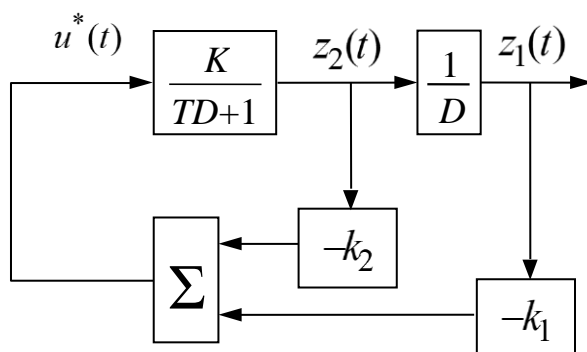 u*(t)
K
TD+1
z₂(t)
1
D
z₁(t)
−k₂
Σ
−k₁